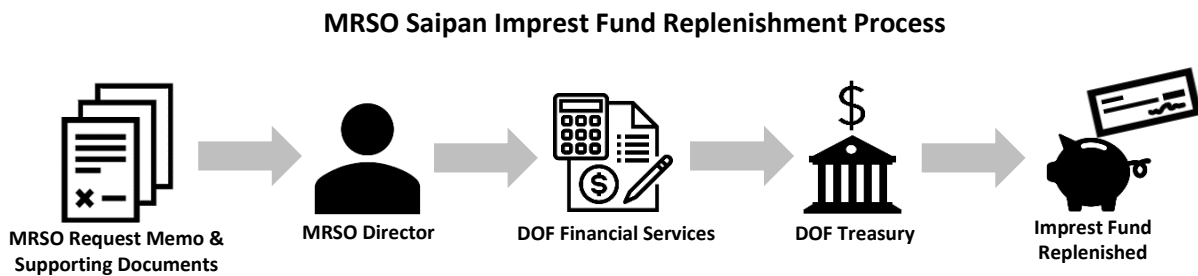 MRSO Saipan Imprest Fund Replenishment Process
$
$
MRSO Request Memo &
Supporting Documents
MRSO Director
DOF Financial Services
DOF Treasury
Imprest Fund
Replenished